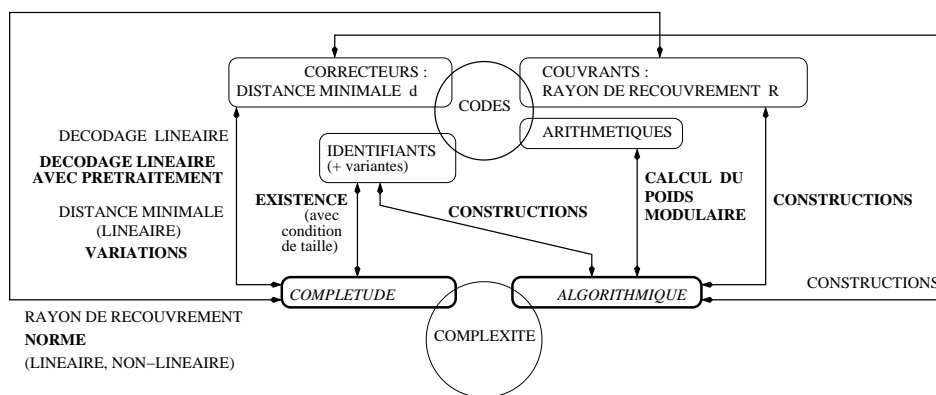 CORRECTEURS :
DISTANCE MINIMALE d
COUVRANTS :
RAYON DE RECOUVREMENT R
CODES
ARITHMETIQUES
IDENTIFIANTS
(+ variantes)
DECODAGE LINEAIRE
DECODAGE LINEAIRE
AVEC PRETRAITEMENT
DISTANCE MINIMALE
(LINEAIRE)
VARIATIONS
EXISTENCE
(avec
condition
de taille)
CONSTRUCTIONS
CALCUL DU
POIDS
MODULAIRE
CONSTRUCTIONS
CONSTRUCTIONS
COMPLETUDE
ALGORITHMIQUE
COMPLEXITE
RAYON DE RECOUVREMENT
NORME
(LINEAIRE, NON−LINEAIRE)